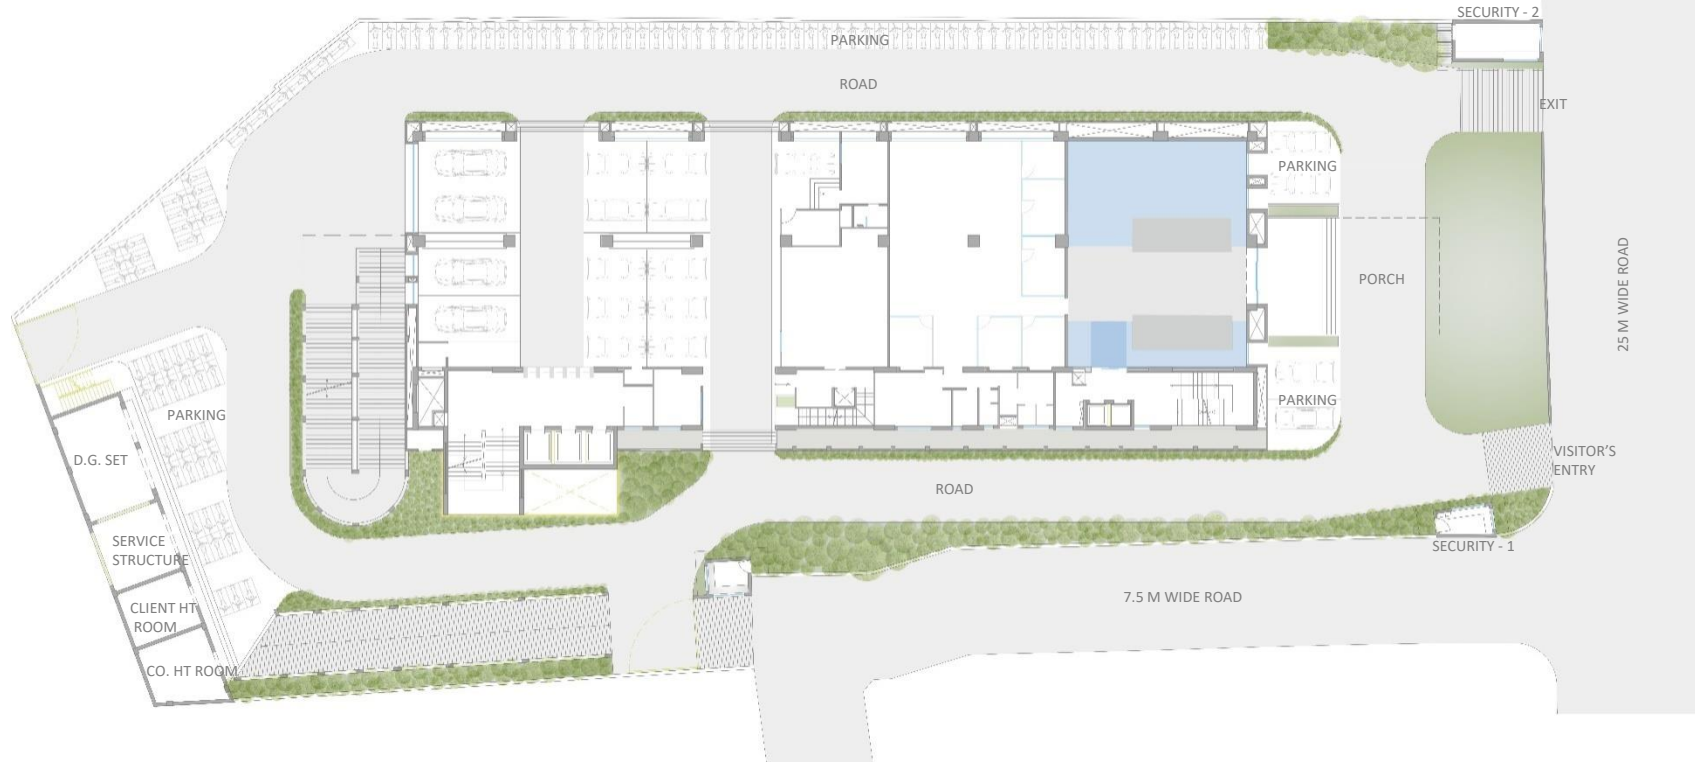 SECURITY - 2
PARKING
ROAD
EXIT
PARKING
PORCH
25 M WIDE ROAD
PARKING
PARKING
VISITOR'S
ENTRY
D.G. SET
ROAD
SERVICE
STRUCTURE
SECURITY - 1
CLIENT HT
ROOM
7.5 M WIDE ROAD
CO. HT ROOM